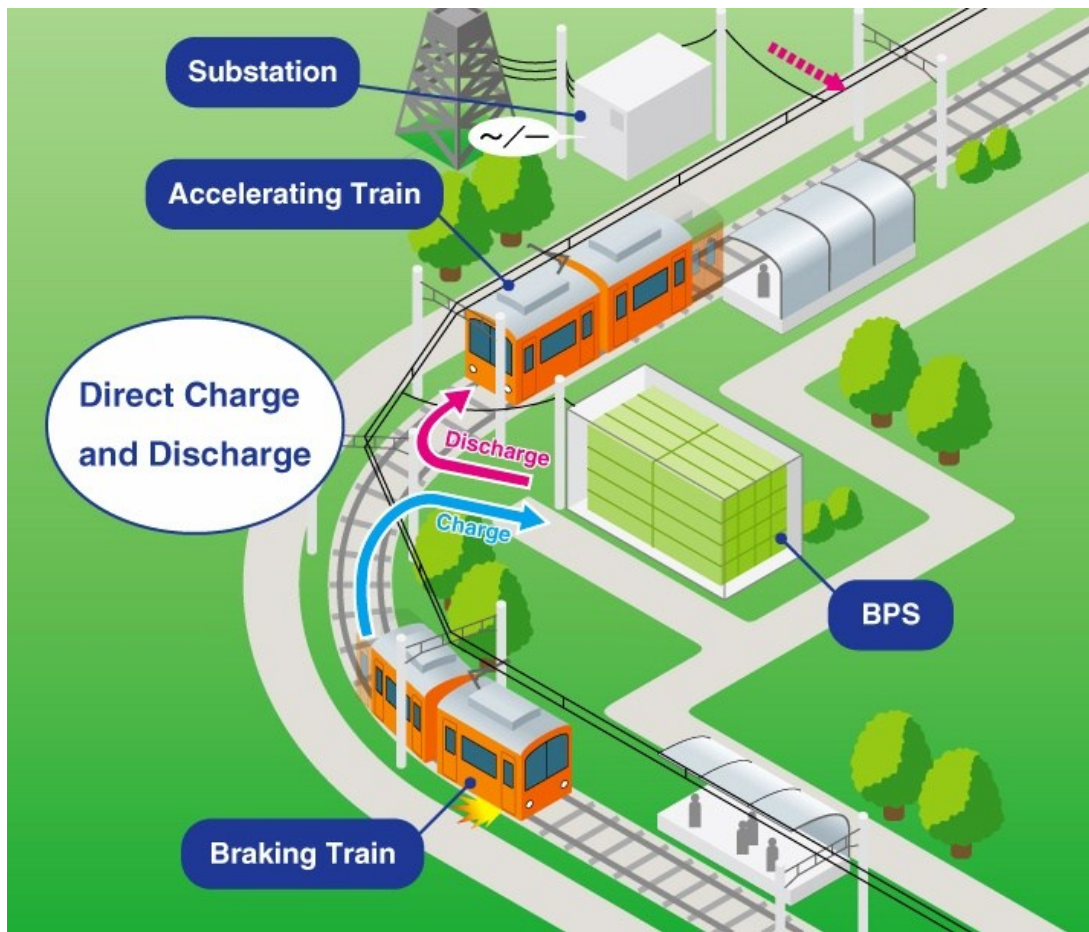 Substation
~/−
Accelerating Train
Direct Charge
and Discharge
Discharge
Charge
BPS
Braking Train